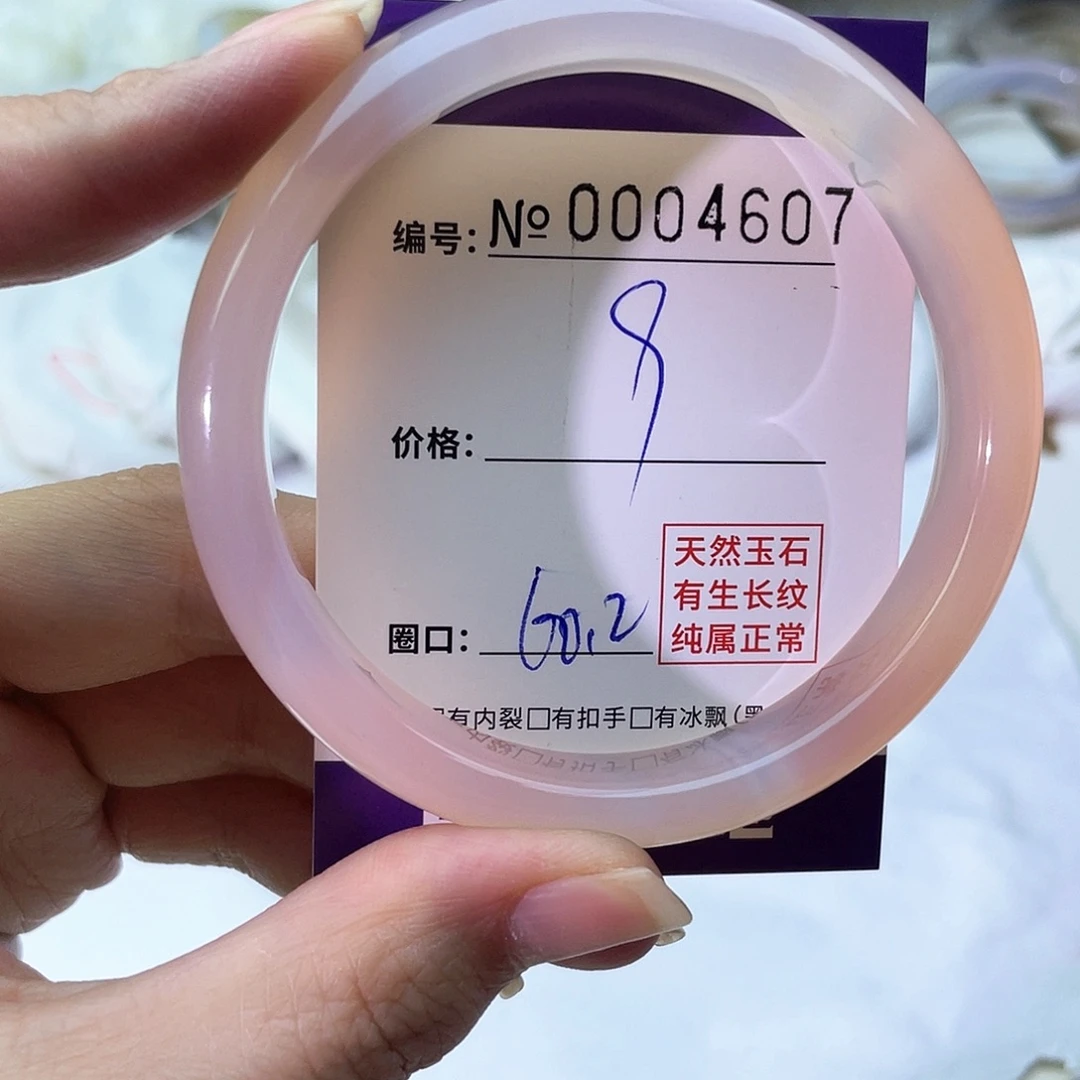 编号: №0004607
价格:
圈口: 60.2
天然玉石
有生长纹
纯属正常
有内裂□有扣手□有冰飘(黑